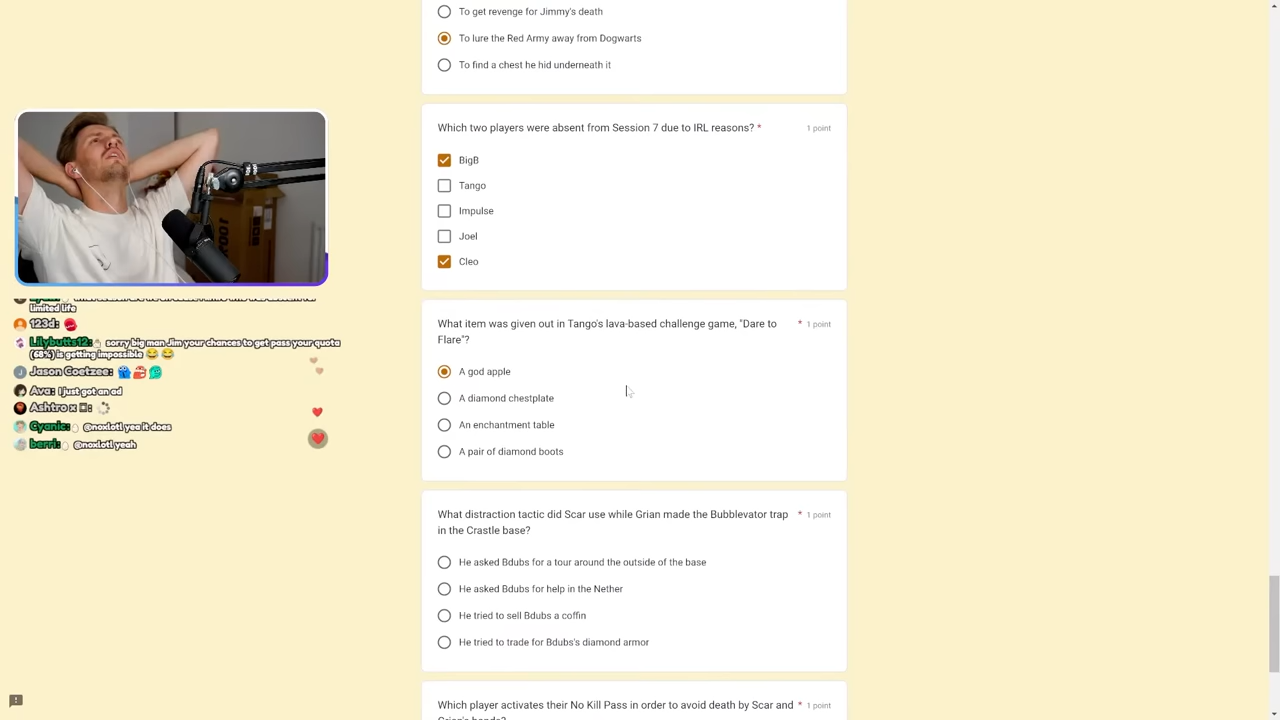 To get revenge for Jimmy's death
To lure the Red Army away from Dogwarts
To find a chest he hid underneath it
Which two players were absent from Session 7 due to IRL reasons? *
1 point
BigB
Tango
Impulse
Joel
Cleo
What item was given out in Tango's lava-based challenge game, "Dare to
Flare"?
* 1 point
A god apple
A diamond chestplate
An enchantment table
A pair of diamond boots
What distraction tactic did Scar use while Grian made the Bubblevator trap
in the Crastle base?
* 1 point
He asked Bdubs for a tour around the outside of the base
He asked Bdubs for help in the Nether
He tried to sell Bdubs a coffin
He tried to trade for Bdubs's diamond armor
Which player activates their No Kill Pass in order to avoid death by Scar and
Grian's hands?
* 1 point
limited life
123d:
Lilybutts12: sorry big man Jim your chances to get pass your quota
(68%) is getting impossible
Jason Coetzee:
Ava: I just got an ad
Ashtro x
Cyanic: @noxloti yea it does
berri: @noxloti yeah